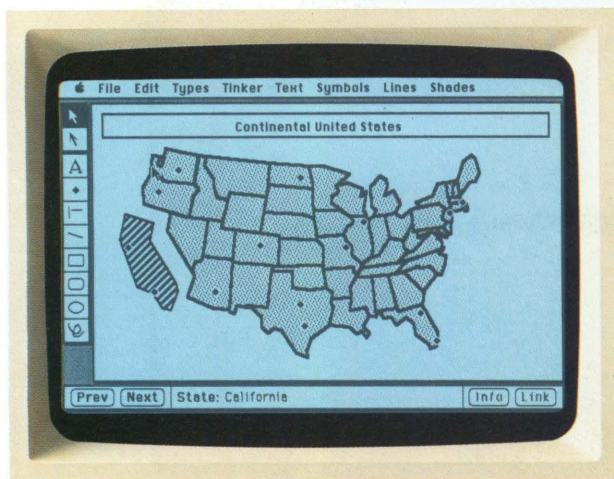 File Edit Types Tinker Text Symbols Lines Shades
Continental United States
A
Prev Next State: California Info Link